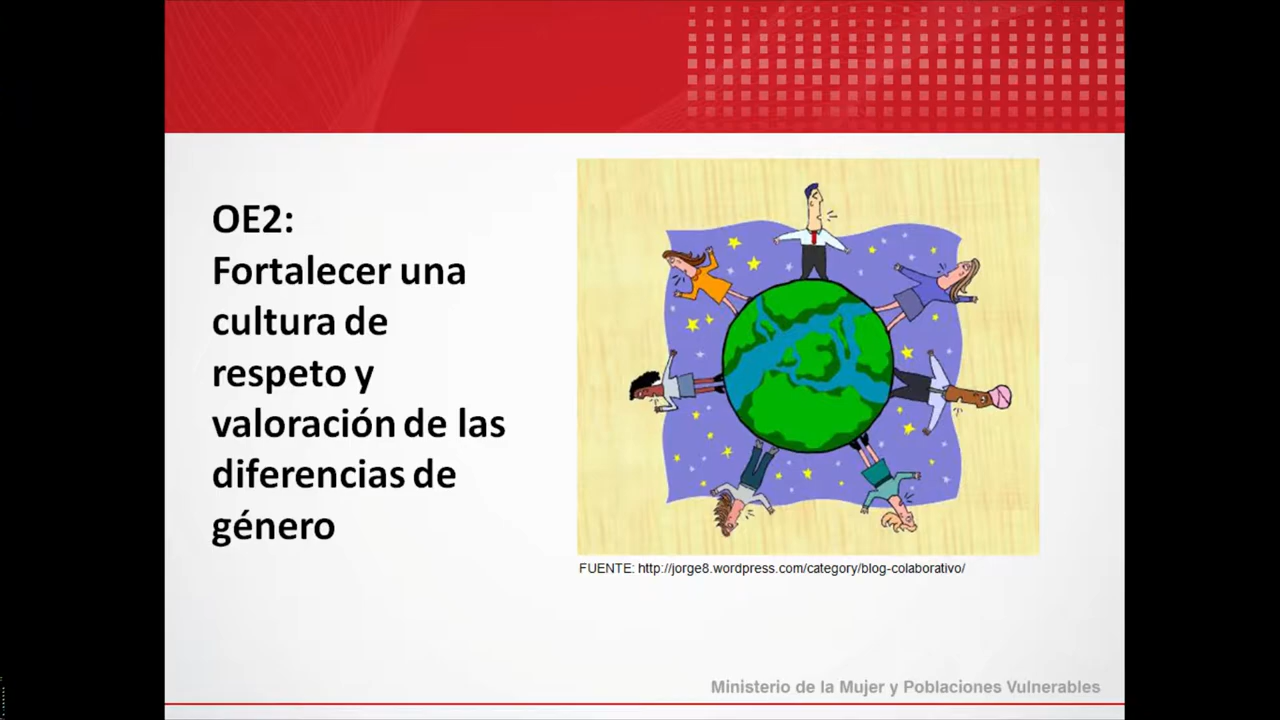 OE2:
Fortalecer una
cultura de
respeto y
valoración de las
diferencias de
género
FUENTE: http://jorge8.wordpress.com/category/blog-colaborativo/
Ministerio de la Mujer y Poblaciones Vulnerables